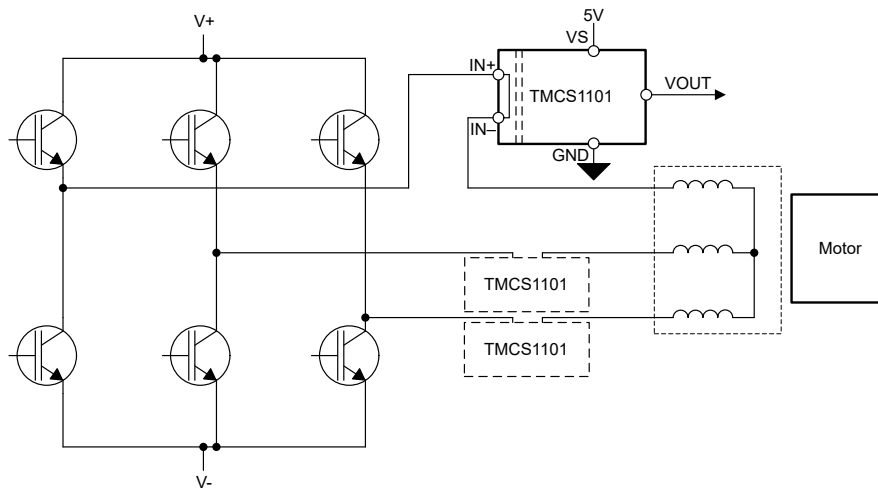 V+
5V
VS
IN+
TMCS1101
VOUT
IN–
GND
Motor
TMCS1101
TMCS1101
V-